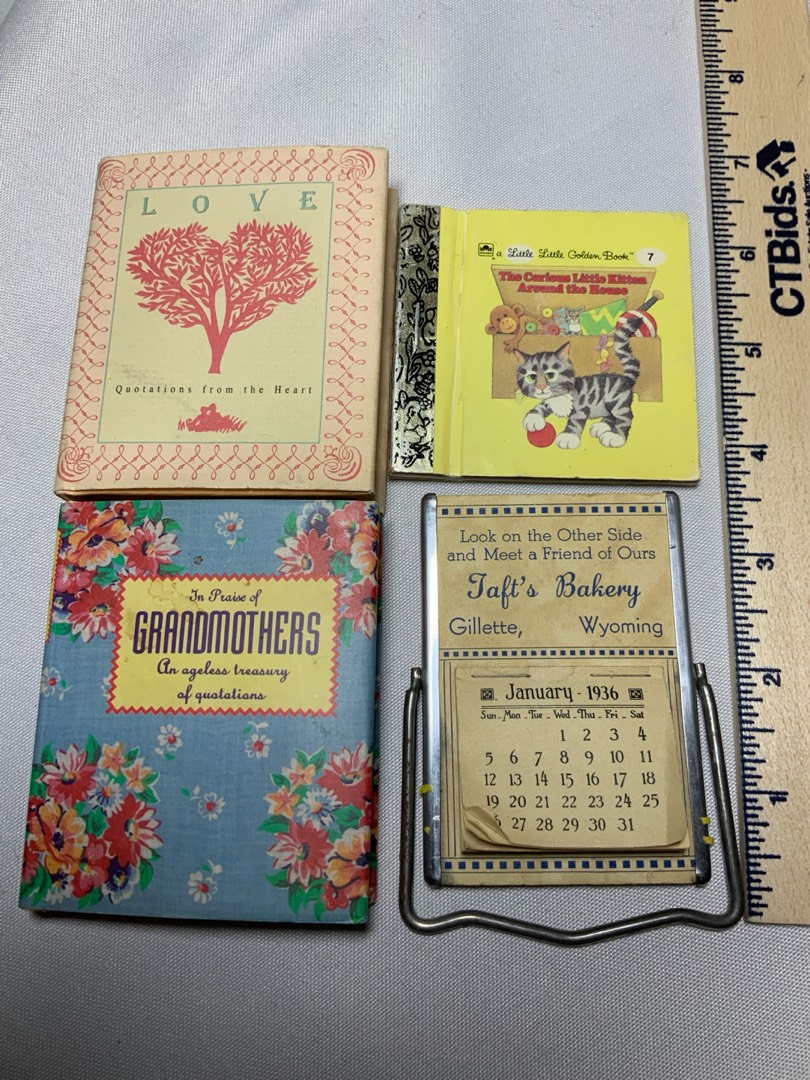 LOVE
Quotations from the Heart
a Little Little Golden Book™ 7
The Curious Little Kitten
Around the House
In Praise of
GRANDMOTHERS
An ageless treasury
of quotations
Look on the Other Side
and Meet a Friend of Ours
Taft's Bakery
Gillette, Wyoming
January - 1936
Sun - Mon - Tue - Wed - Thu - Fri - Sat
1 2 3 4
5 6 7 8 9 10 11
12 13 14 15 16 17 18
19 20 21 22 23 24 25
27 28 29 30 31
CTBids.
8
7
6
5
4
3
2
1